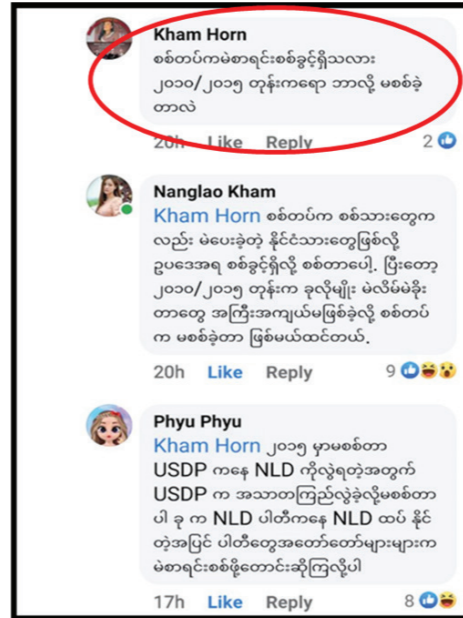 Kham Horn
စစ်တပ်ကမဲစာရင်းစစ်ခွင့်ရှိသလား
၂၀၁၀/၂၀၁၅ တုန်းကရော ဘာလို့ မစစ်ခဲ့
တာလဲ
20h Like Reply 2
Nanglao Kham
Kham Horn စစ်တပ်က စစ်သားတွေက
လည်း မဲပေးခဲ့တဲ့ နိုင်ငံသားတွေဖြစ်လို့
ဥပဒေအရ စစ်ခွင့်ရှိလို့ စစ်တာပေါ့. ပြီးတော့
၂၀၁၀/၂၀၁၅ တုန်းက ခုလိုမျိုး မဲလိမ်မဲခိုး
တာတွေ အကြီးအကျယ်မဖြစ်ခဲ့လို့ စစ်တပ်
က မစစ်ခဲ့တာ ဖြစ်မယ်ထင်တယ်.
20h Like Reply 9
Phyu Phyu
Kham Horn ၂၀၁၅ မှာမစစ်တာ
USDP ကနေ NLD ကိုလွှဲရတဲ့အတွက်
USDP က အသာတကြည်လွှဲခဲ့လို့မစစ်တာ
ပါ ခု က NLD ပါတီကနေ NLD ထပ် နိုင်
တဲ့အပြင် ပါတီတွေအတော်တော်များများက
မဲစာရင်းစစ်ဖို့တောင်းဆိုကြလို့ပါ
17h Like Reply 8